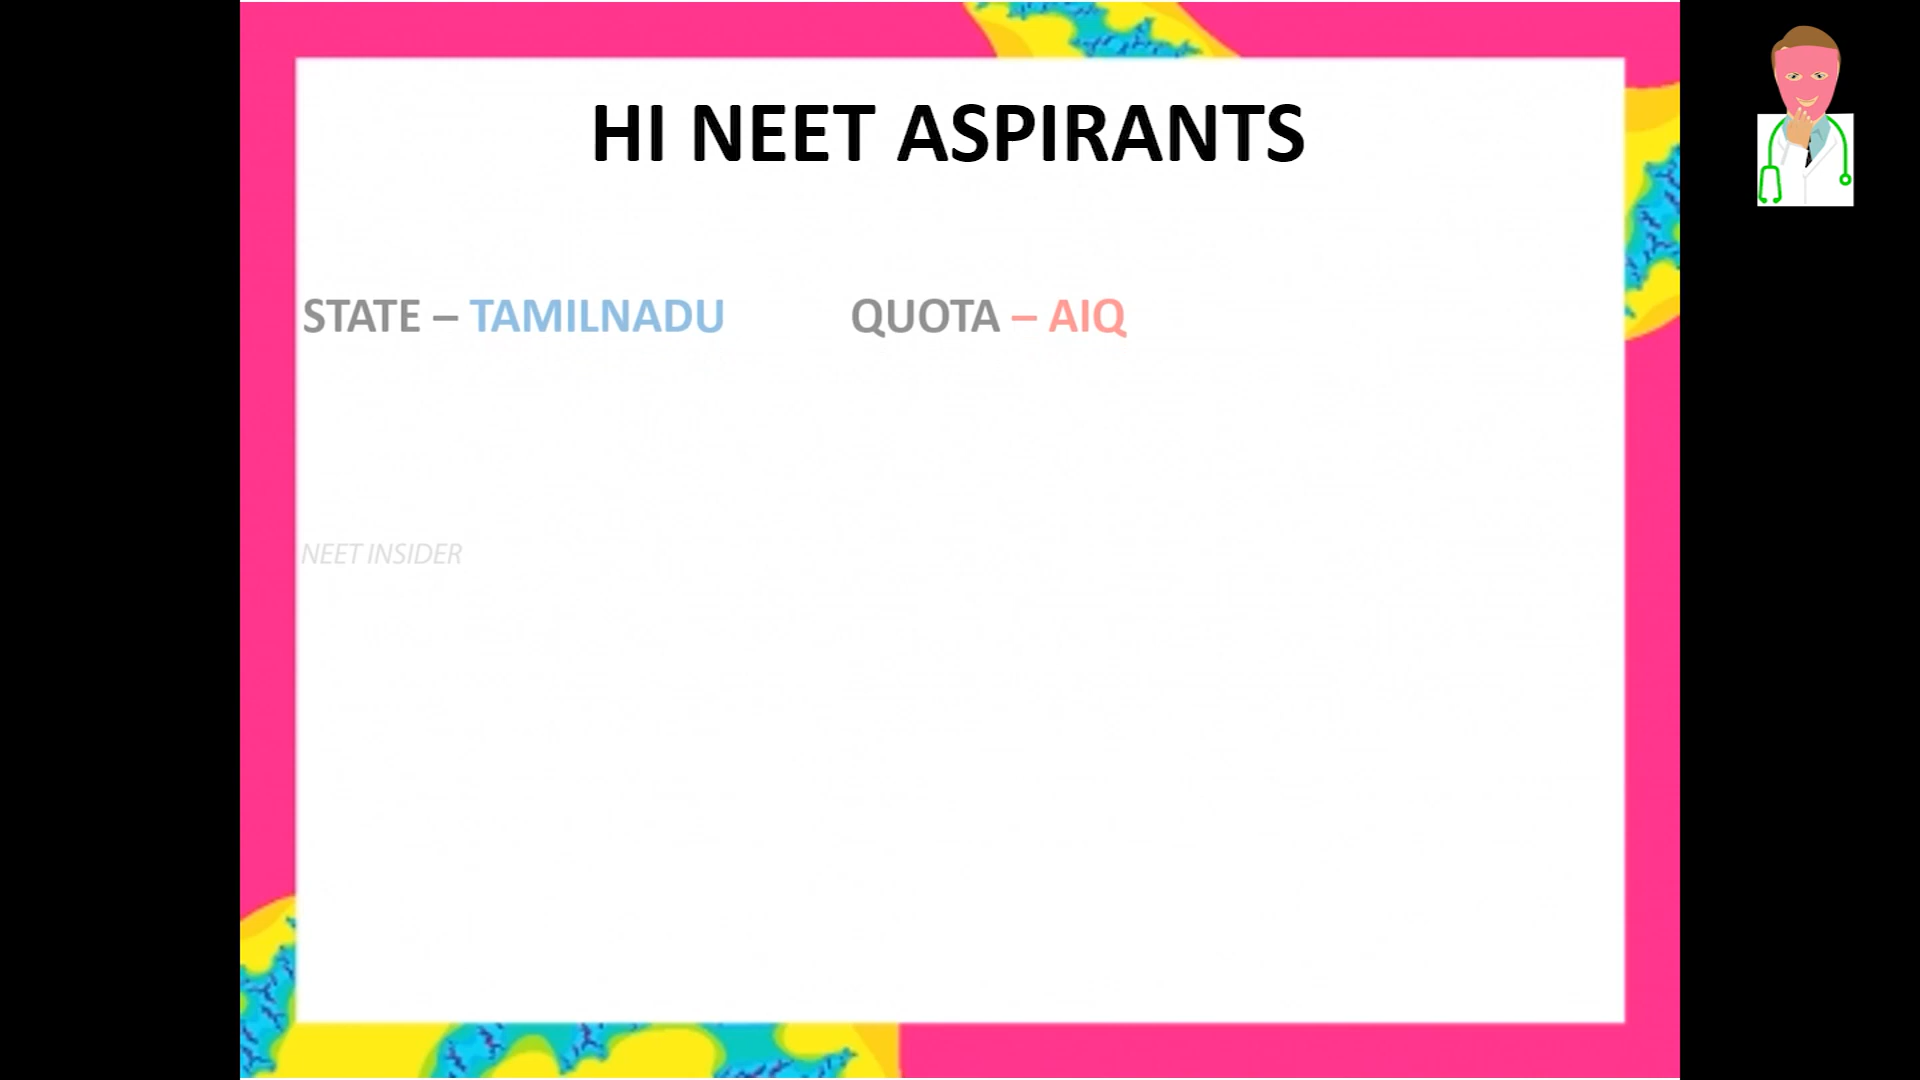 HI NEET ASPIRANTS
STATE – TAMILNADU QUOTA – AIQ
NEET INSIDER